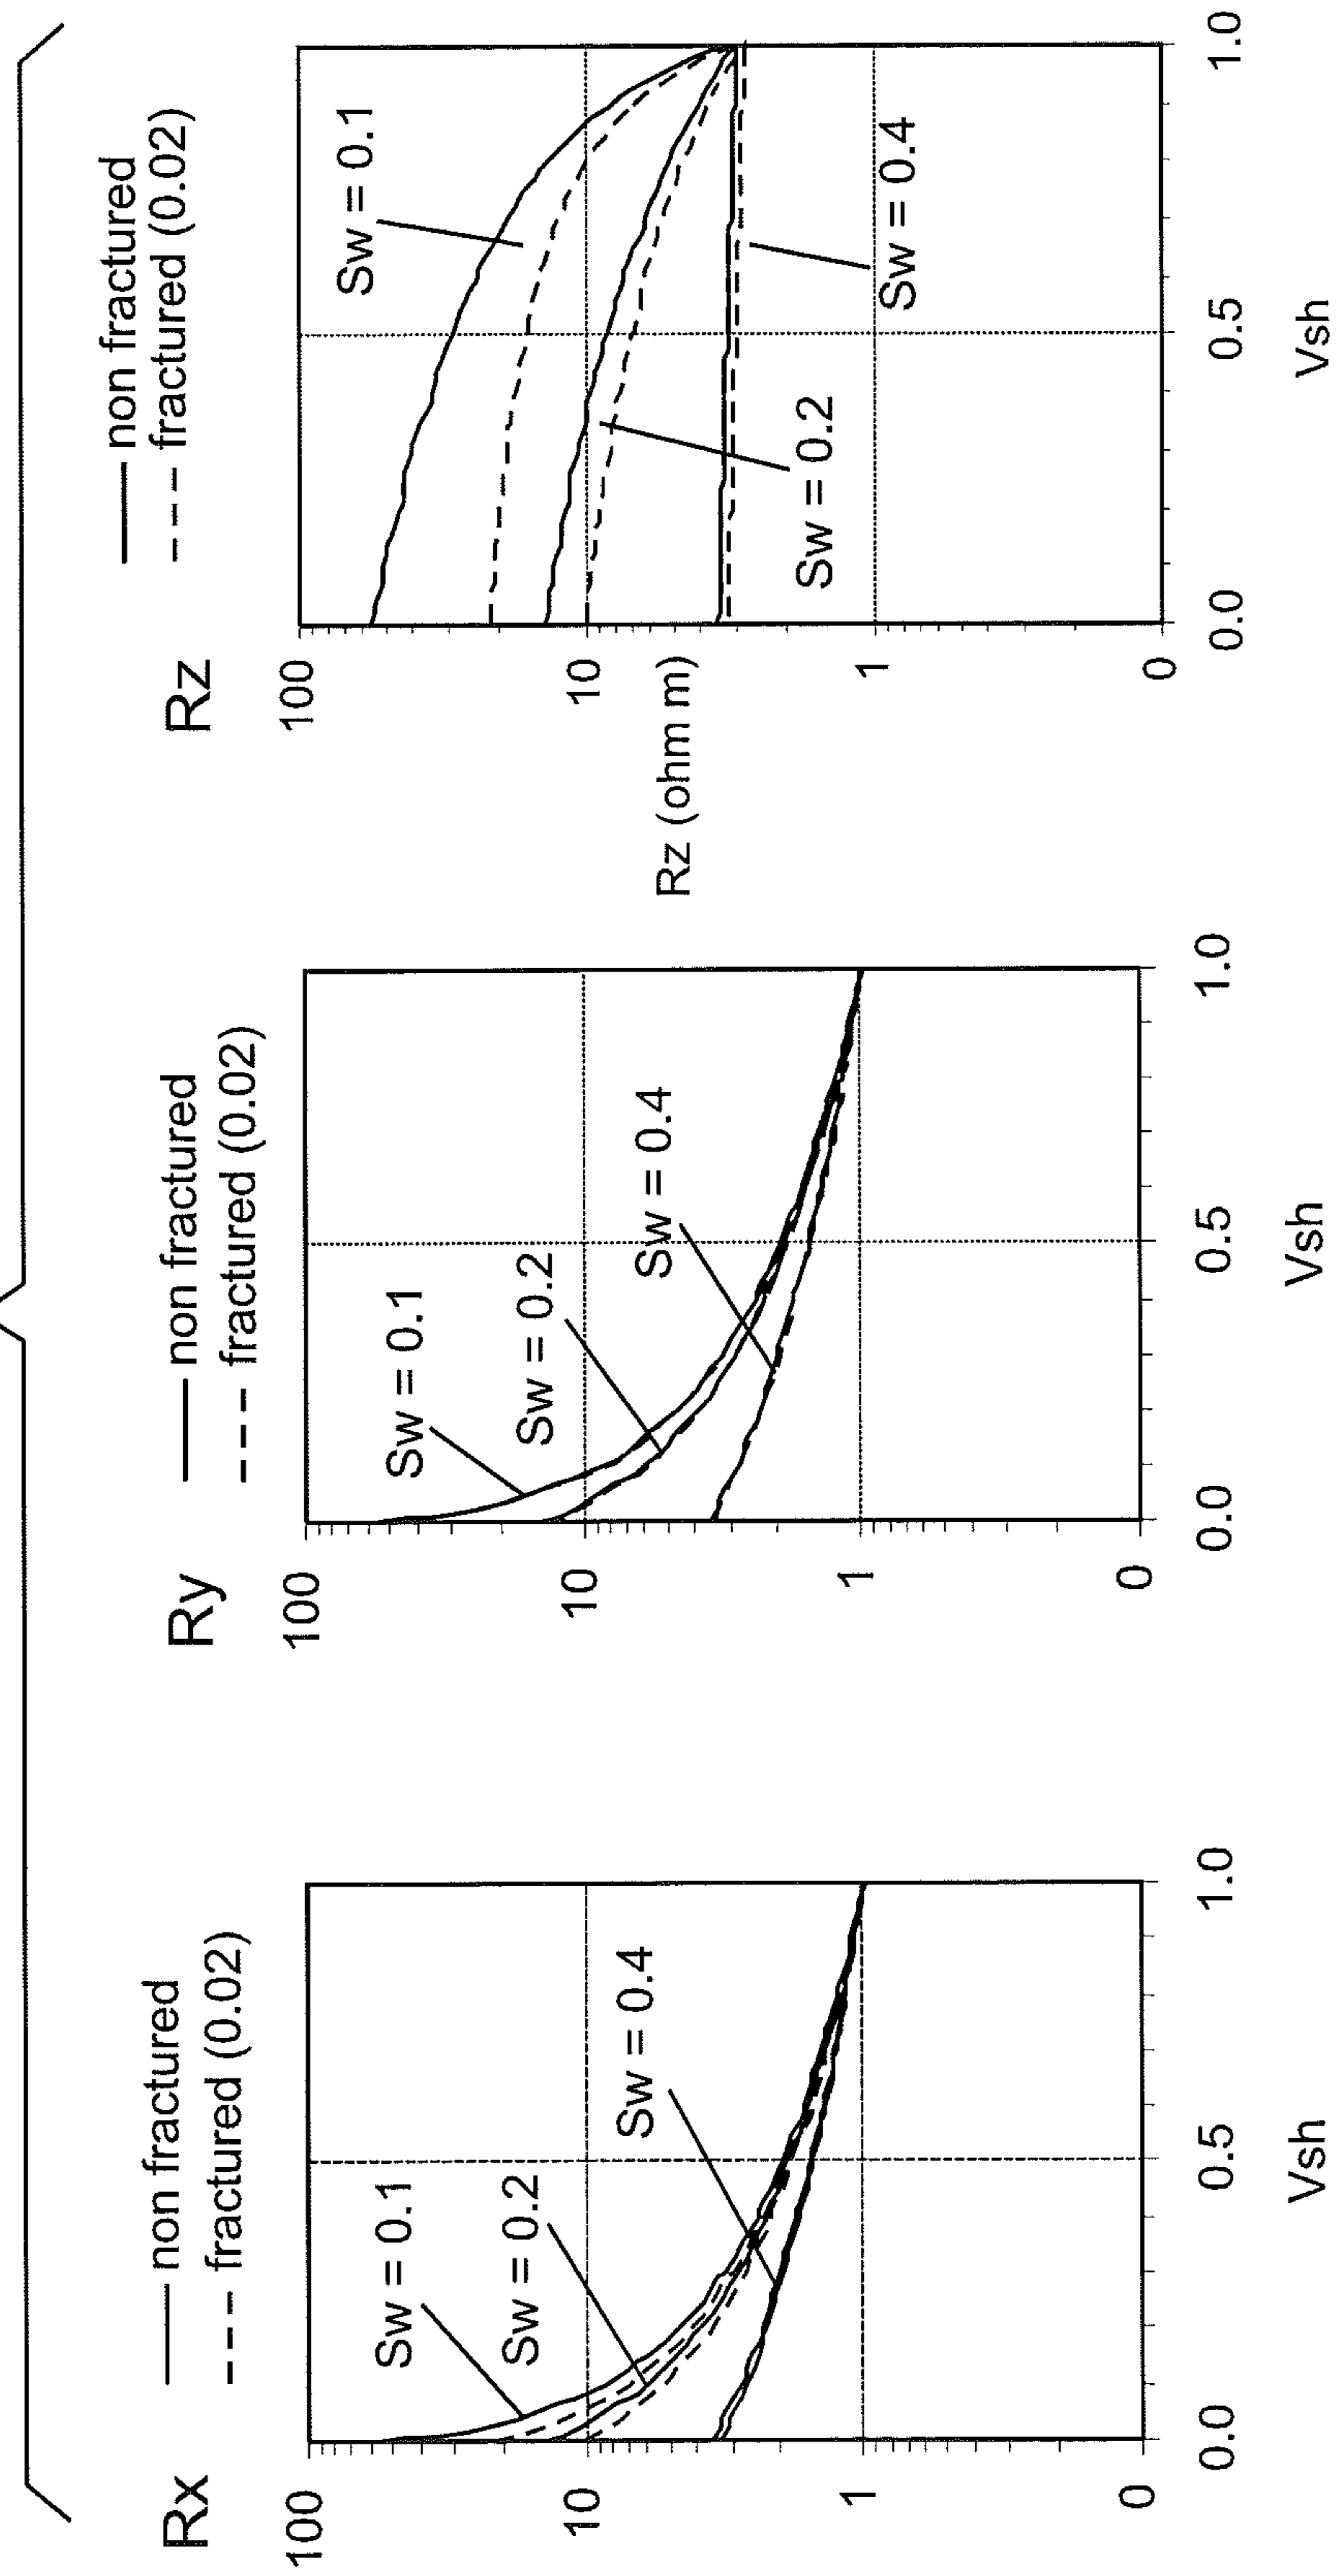 Rx
non fractured
fractured (0.02)
100
10
1
0
Sw = 0.1
Sw = 0.2
Sw = 0.4
0.0
0.5
1.0
Vsh
Ry
non fractured
fractured (0.02)
100
10
1
0
Sw = 0.1
Sw = 0.2
Sw = 0.4
0.0
0.5
1.0
Vsh
Rz
non fractured
fractured (0.02)
Rz (ohm m)
100
10
1
0
Sw = 0.1
Sw = 0.2
Sw = 0.4
0.0
0.5
1.0
Vsh